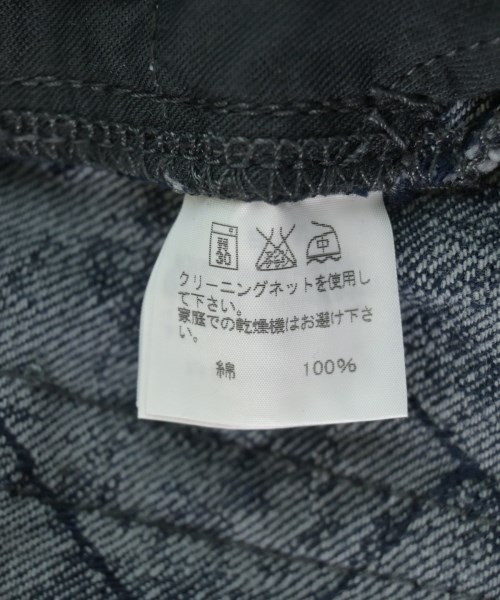 30 中
クリーニングネットを使用し
て下さい。
家庭での乾燥機はお避け下さ
い。
綿 100%